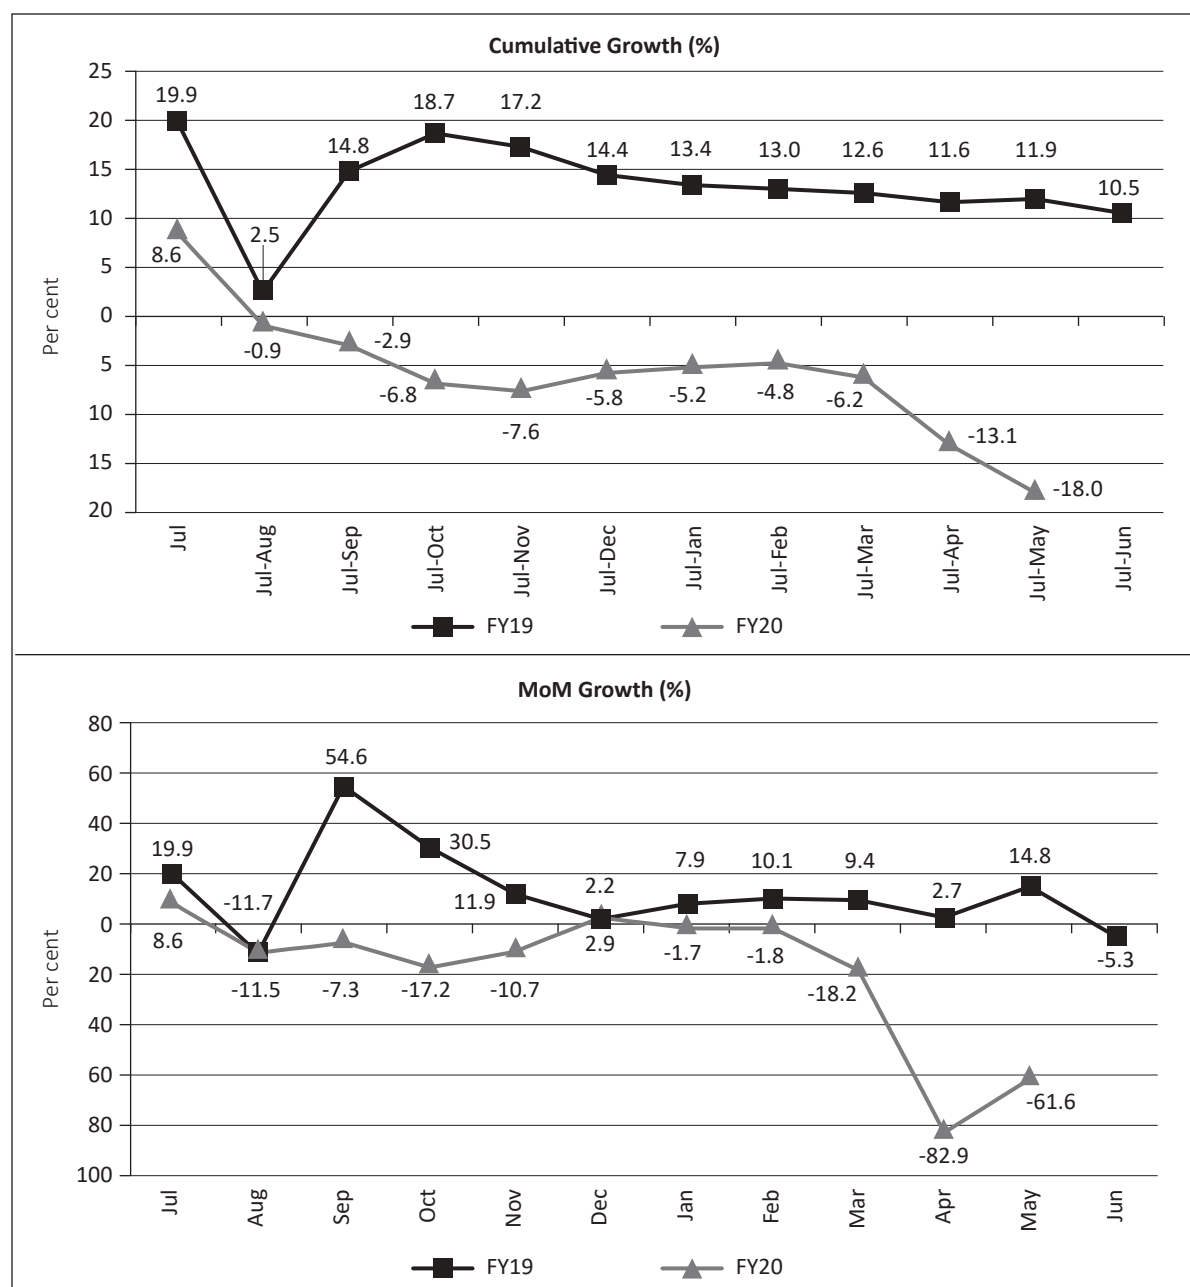 Cumulative Growth (%)
25
20
15
10
5
0
5
10
15
20
Per cent
19.9
2.5
14.8
18.7
17.2
14.4
13.4
13.0
12.6
11.6
11.9
10.5
8.6
-0.9
-2.9
-6.8
-7.6
-5.8
-5.2
-4.8
-6.2
-13.1
-18.0
Jul
Jul-Aug
Jul-Sep
Jul-Oct
Jul-Nov
Jul-Dec
Jul-Jan
Jul-Feb
Jul-Mar
Jul-Apr
Jul-May
Jul-Jun
FY19 FY20
MoM Growth (%)
80
60
40
20
0
20
40
60
80
100
Per cent
19.9
-11.7
54.6
30.5
11.9
2.2
7.9
10.1
9.4
2.7
14.8
-5.3
8.6
-11.5
-7.3
-17.2
-10.7
2.9
-1.7
-1.8
-18.2
-82.9
-61.6
Jul
Aug
Sep
Oct
Nov
Dec
Jan
Feb
Mar
Apr
May
Jun
FY19 FY20